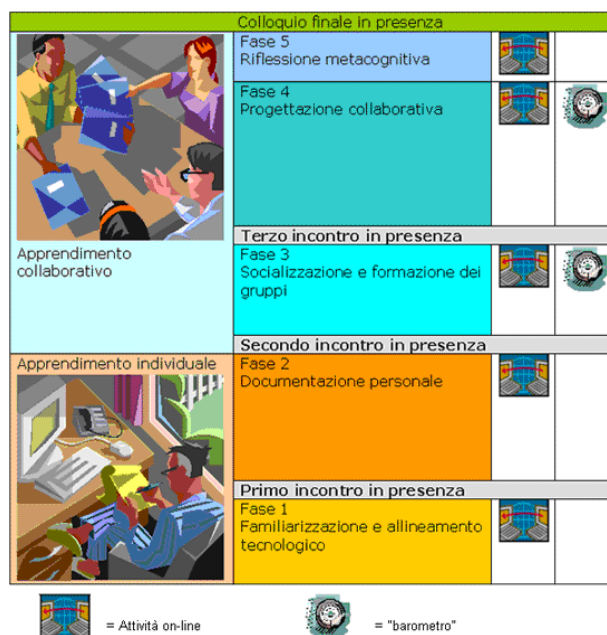 Colloquio finale in presenza
Fase 5
Riflessione metacognitiva
Fase 4
Progettazione collaborativa
Terzo incontro in presenza
Apprendimento
collaborativo
Fase 3
Socializzazione e formazione dei
gruppi
Secondo incontro in presenza
Apprendimento individuale
Fase 2
Documentazione personale
Primo incontro in presenza
Fase 1
Familiarizzazione e allineamento
tecnologico
= Attività on-line
= "barometro"